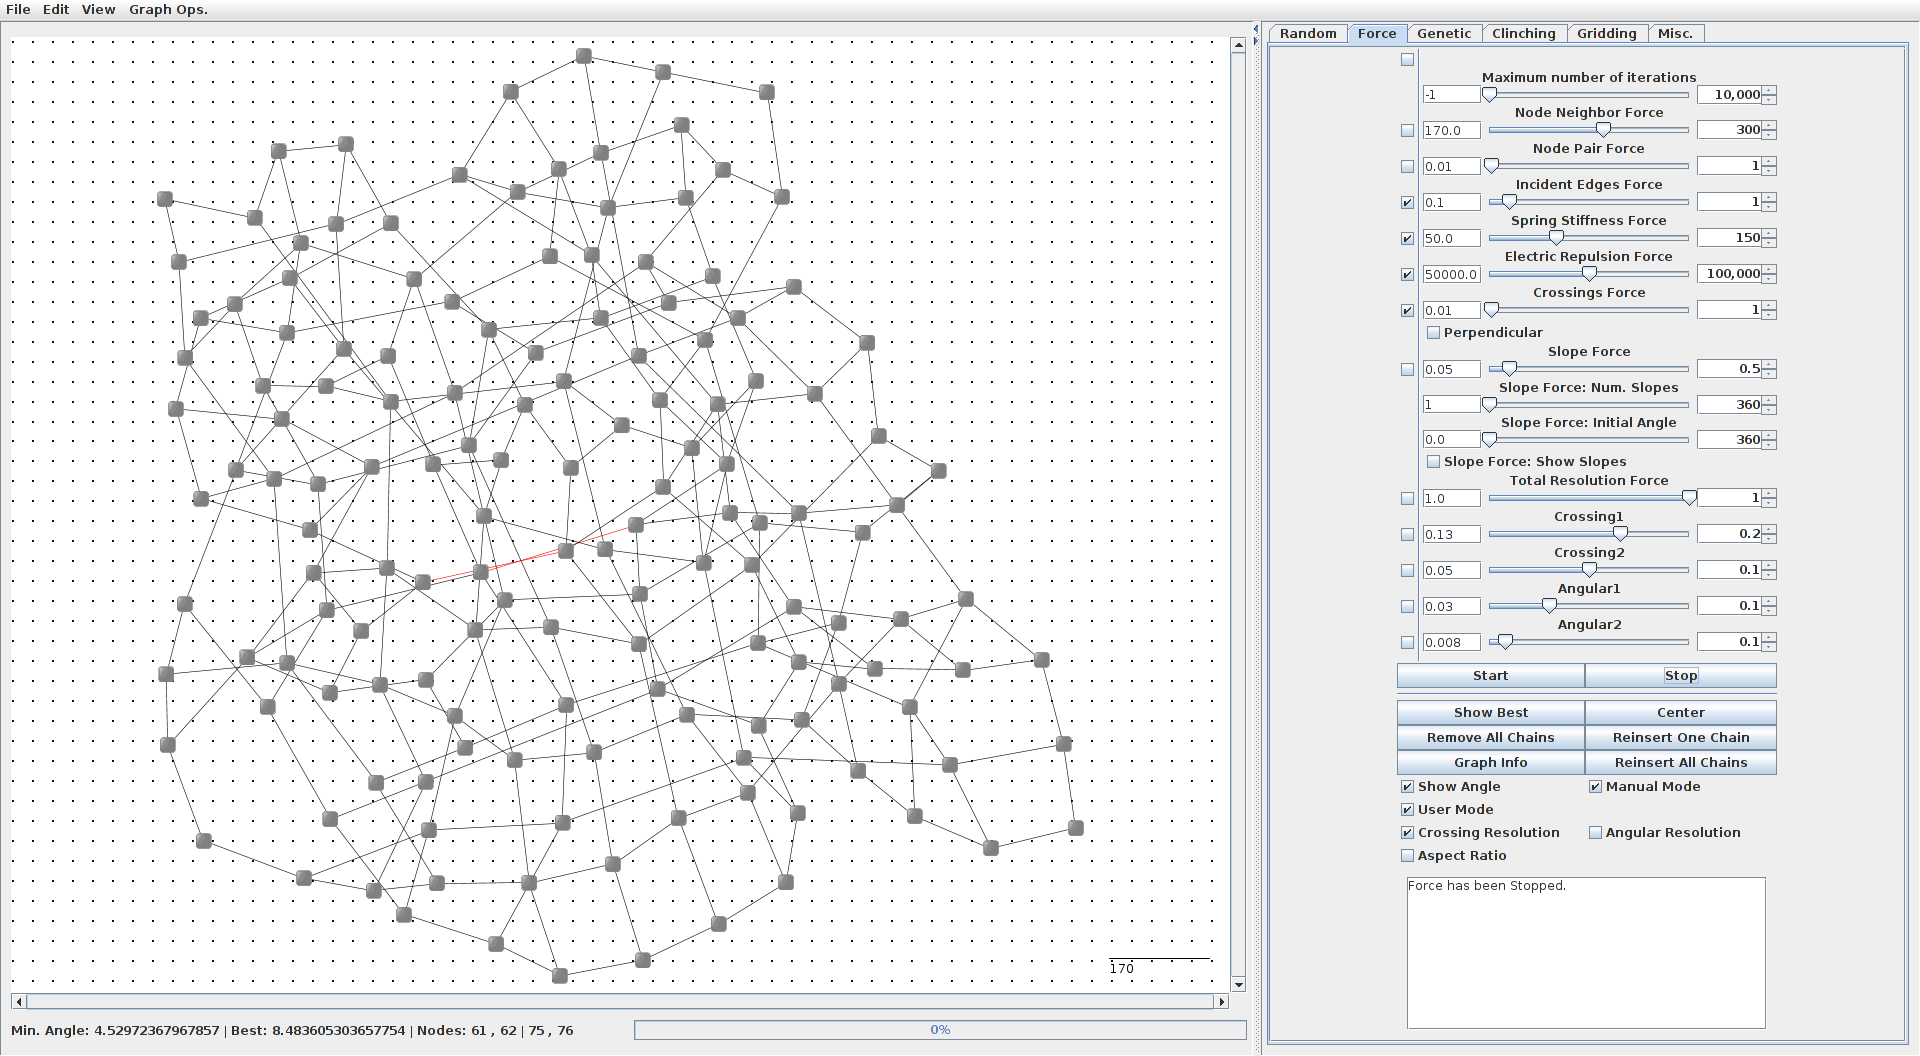 File Edit View Graph Ops.
Random Force Genetic Clinching Gridding Misc.
Maximum number of iterations
-1 10,000
Node Neighbor Force
170.0 300
Node Pair Force
0.01 1
Incident Edges Force
0.1 1
Spring Stiffness Force
50.0 150
Electric Repulsion Force
50000.0 100,000
Crossings Force
0.01 1
Perpendicular
Slope Force
0.05 0.5
Slope Force: Num. Slopes
1 360
Slope Force: Initial Angle
0.0 360
Slope Force: Show Slopes
Total Resolution Force
1.0 1
Crossing1
0.13 0.2
Crossing2
0.05 0.1
Angular1
0.03 0.1
Angular2
0.008 0.1
Start Stop
Show Best Center
Remove All Chains Reinsert One Chain
Graph Info Reinsert All Chains
Show Angle Manual Mode
User Mode
Crossing Resolution Angular Resolution
Aspect Ratio
Force has been Stopped.
170
Min. Angle: 4.52972367967857 | Best: 8.483605303657754 | Nodes: 61 , 62 | 75 , 76
0%